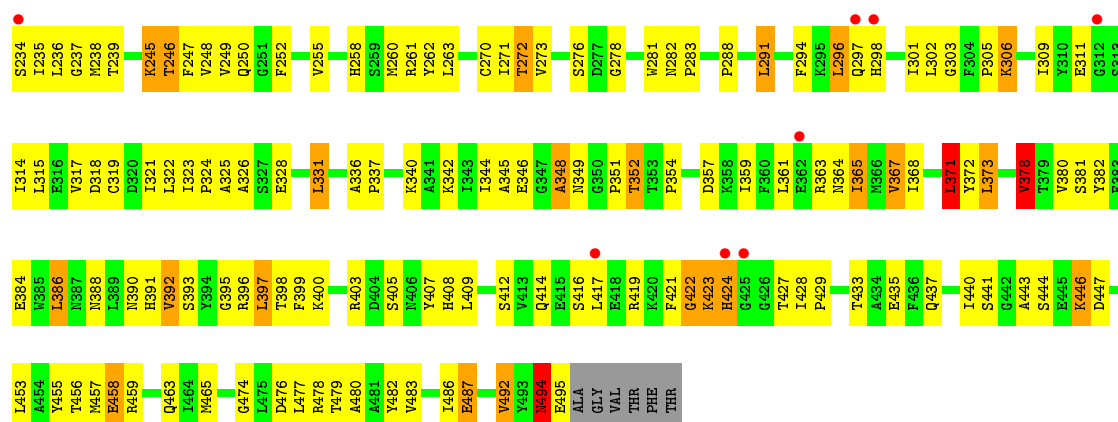 S234 I235 L236 G237 M238 T239 K245 T246 F247 V248 V249 Q250 G251 F252 V255 H258 S259 M260 R261 Y262 L263 C270 I271 T272 V273 S276 D277 G278 W281 N282 P283 P288 L291 F294 K295 L296 Q297 H298 I301 L302 G303 F304 P305 K306 I309 Y310 E311 G312 S313
I314 L315 E316 V317 D318 C319 D320 I321 L322 I323 P324 A325 A326 S327 E328 L331 A336 P337 K340 A341 K342 I343 I344 A345 E346 G347 A348 N349 G350 P351 T352 T353 P354 D357 K358 I359 F360 L361 E362 R363 N364 I365 M366 V367 I368 L371 Y372 L373 V378 T379 V380 S381 Y382 E383
E384 W385 L386 N387 N388 L389 N390 H391 V392 S393 Y394 G395 R396 L397 T398 F399 K400 R403 D404 S405 N406 Y407 H408 L409 S412 V413 Q414 E415 S416 L417 E418 R419 K420 F421 G422 K423 H424 G425 G426 T427 I428 P429 T433 A434 E435 F436 Q437 I440 S441 G442 A443 S444 E445 K446 D447
L453 A454 Y455 T456 M457 E458 R459 Q463 I464 M465 G474 L475 D476 L477 R478 T479 A480 A481 Y482 V483 I486 E487 V492 Y493 N494 E495 ALA GLY VAL THR PHE THR